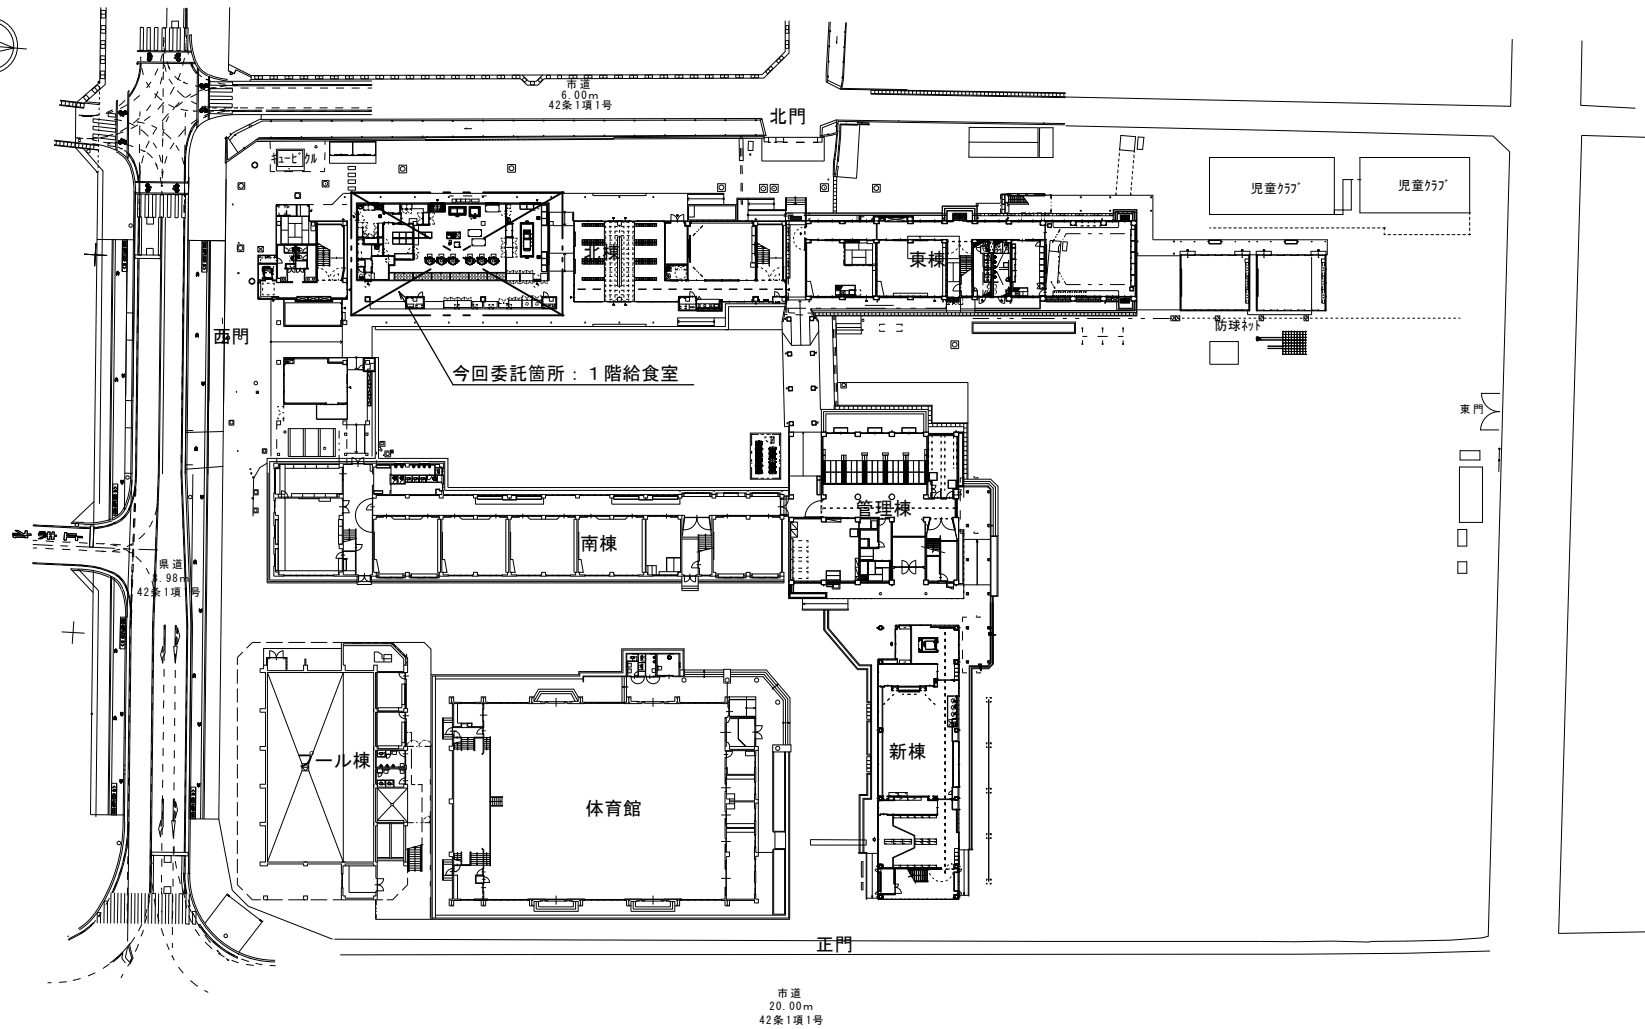 市道
6.00m
42条1項1号
北門
キュービクル
児童クラブ
児童クラブ
北棟
東棟
防球ネット
西門
今回委託箇所：１階給食室
東門
管理棟
南棟
県道
42条1項1号
新棟
ール棟
体育館
正門
市道
20.00m
42条1項1号